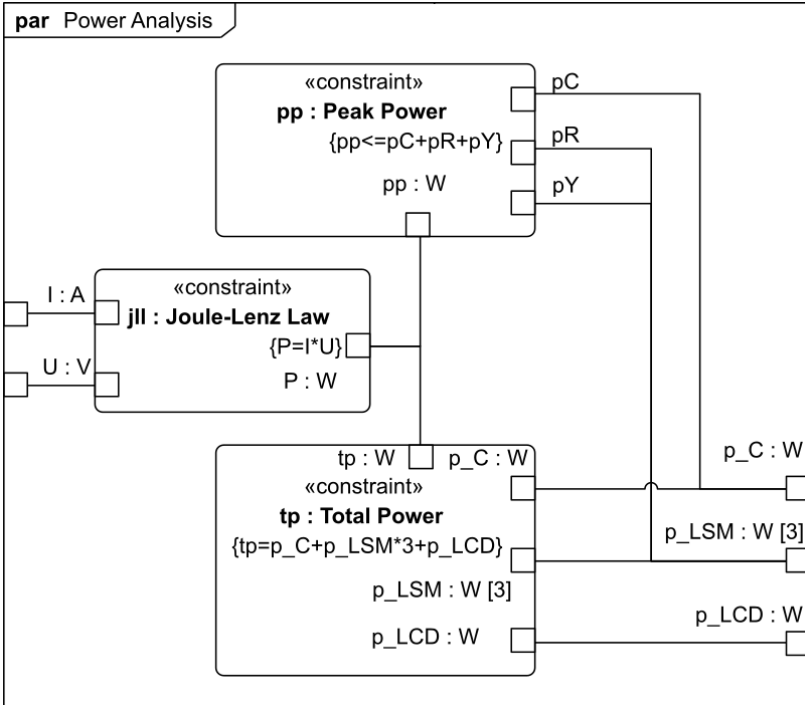 par Power Analysis
«constraint»
pp : Peak Power
{pp<=pC+pR+pY}
pp : W
pC
pR
pY
I : A
U : V
«constraint»
jll : Joule-Lenz Law
{P=I*U}
P : W
tp : W
p_C : W
«constraint»
tp : Total Power
{tp=p_C+p_LSM*3+p_LCD}
p_LSM : W [3]
p_LCD : W
p_C : W
p_LSM : W [3]
p_LCD : W